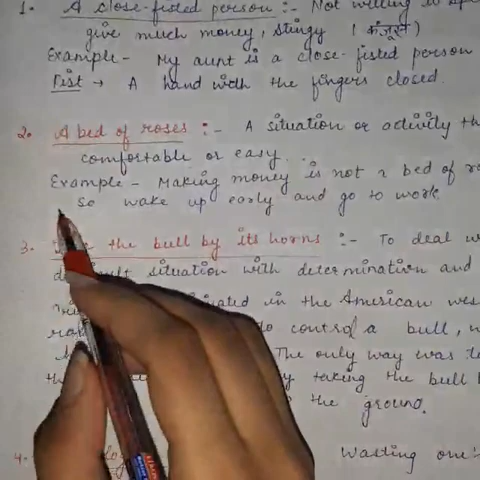 1. A close-fisted person :- Not willing to
give much money, stingy (कंजूस)
Example - My aunt is a close-fisted person
Fist → A hand with the fingers closed.
2. A bed of roses :- A situation or activity
comfortable or easy.
Example - Making money is not a bed of
So wake up early and go to work.
3. the bull by its horns :- To deal
situation with determination and
in the American
to control a bull,
The only way was
taking the bull
the ground.
4. Wasting